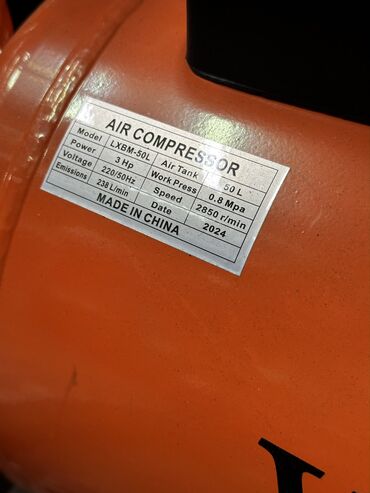 AIR COMPRESSOR
Model LXBM-50L Air Tank 50 L
Power 3 Hp Work Press 0.8 Mpa
Voltage 220/50Hz Speed 2850 r/min
Emissions 238 L/min Date 2024
MADE IN CHINA